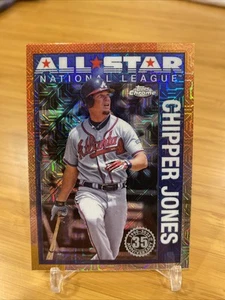 ALL★STAR
NATIONAL LEAGUE
Topps Chrome
CHIPPER JONES
Braves
35